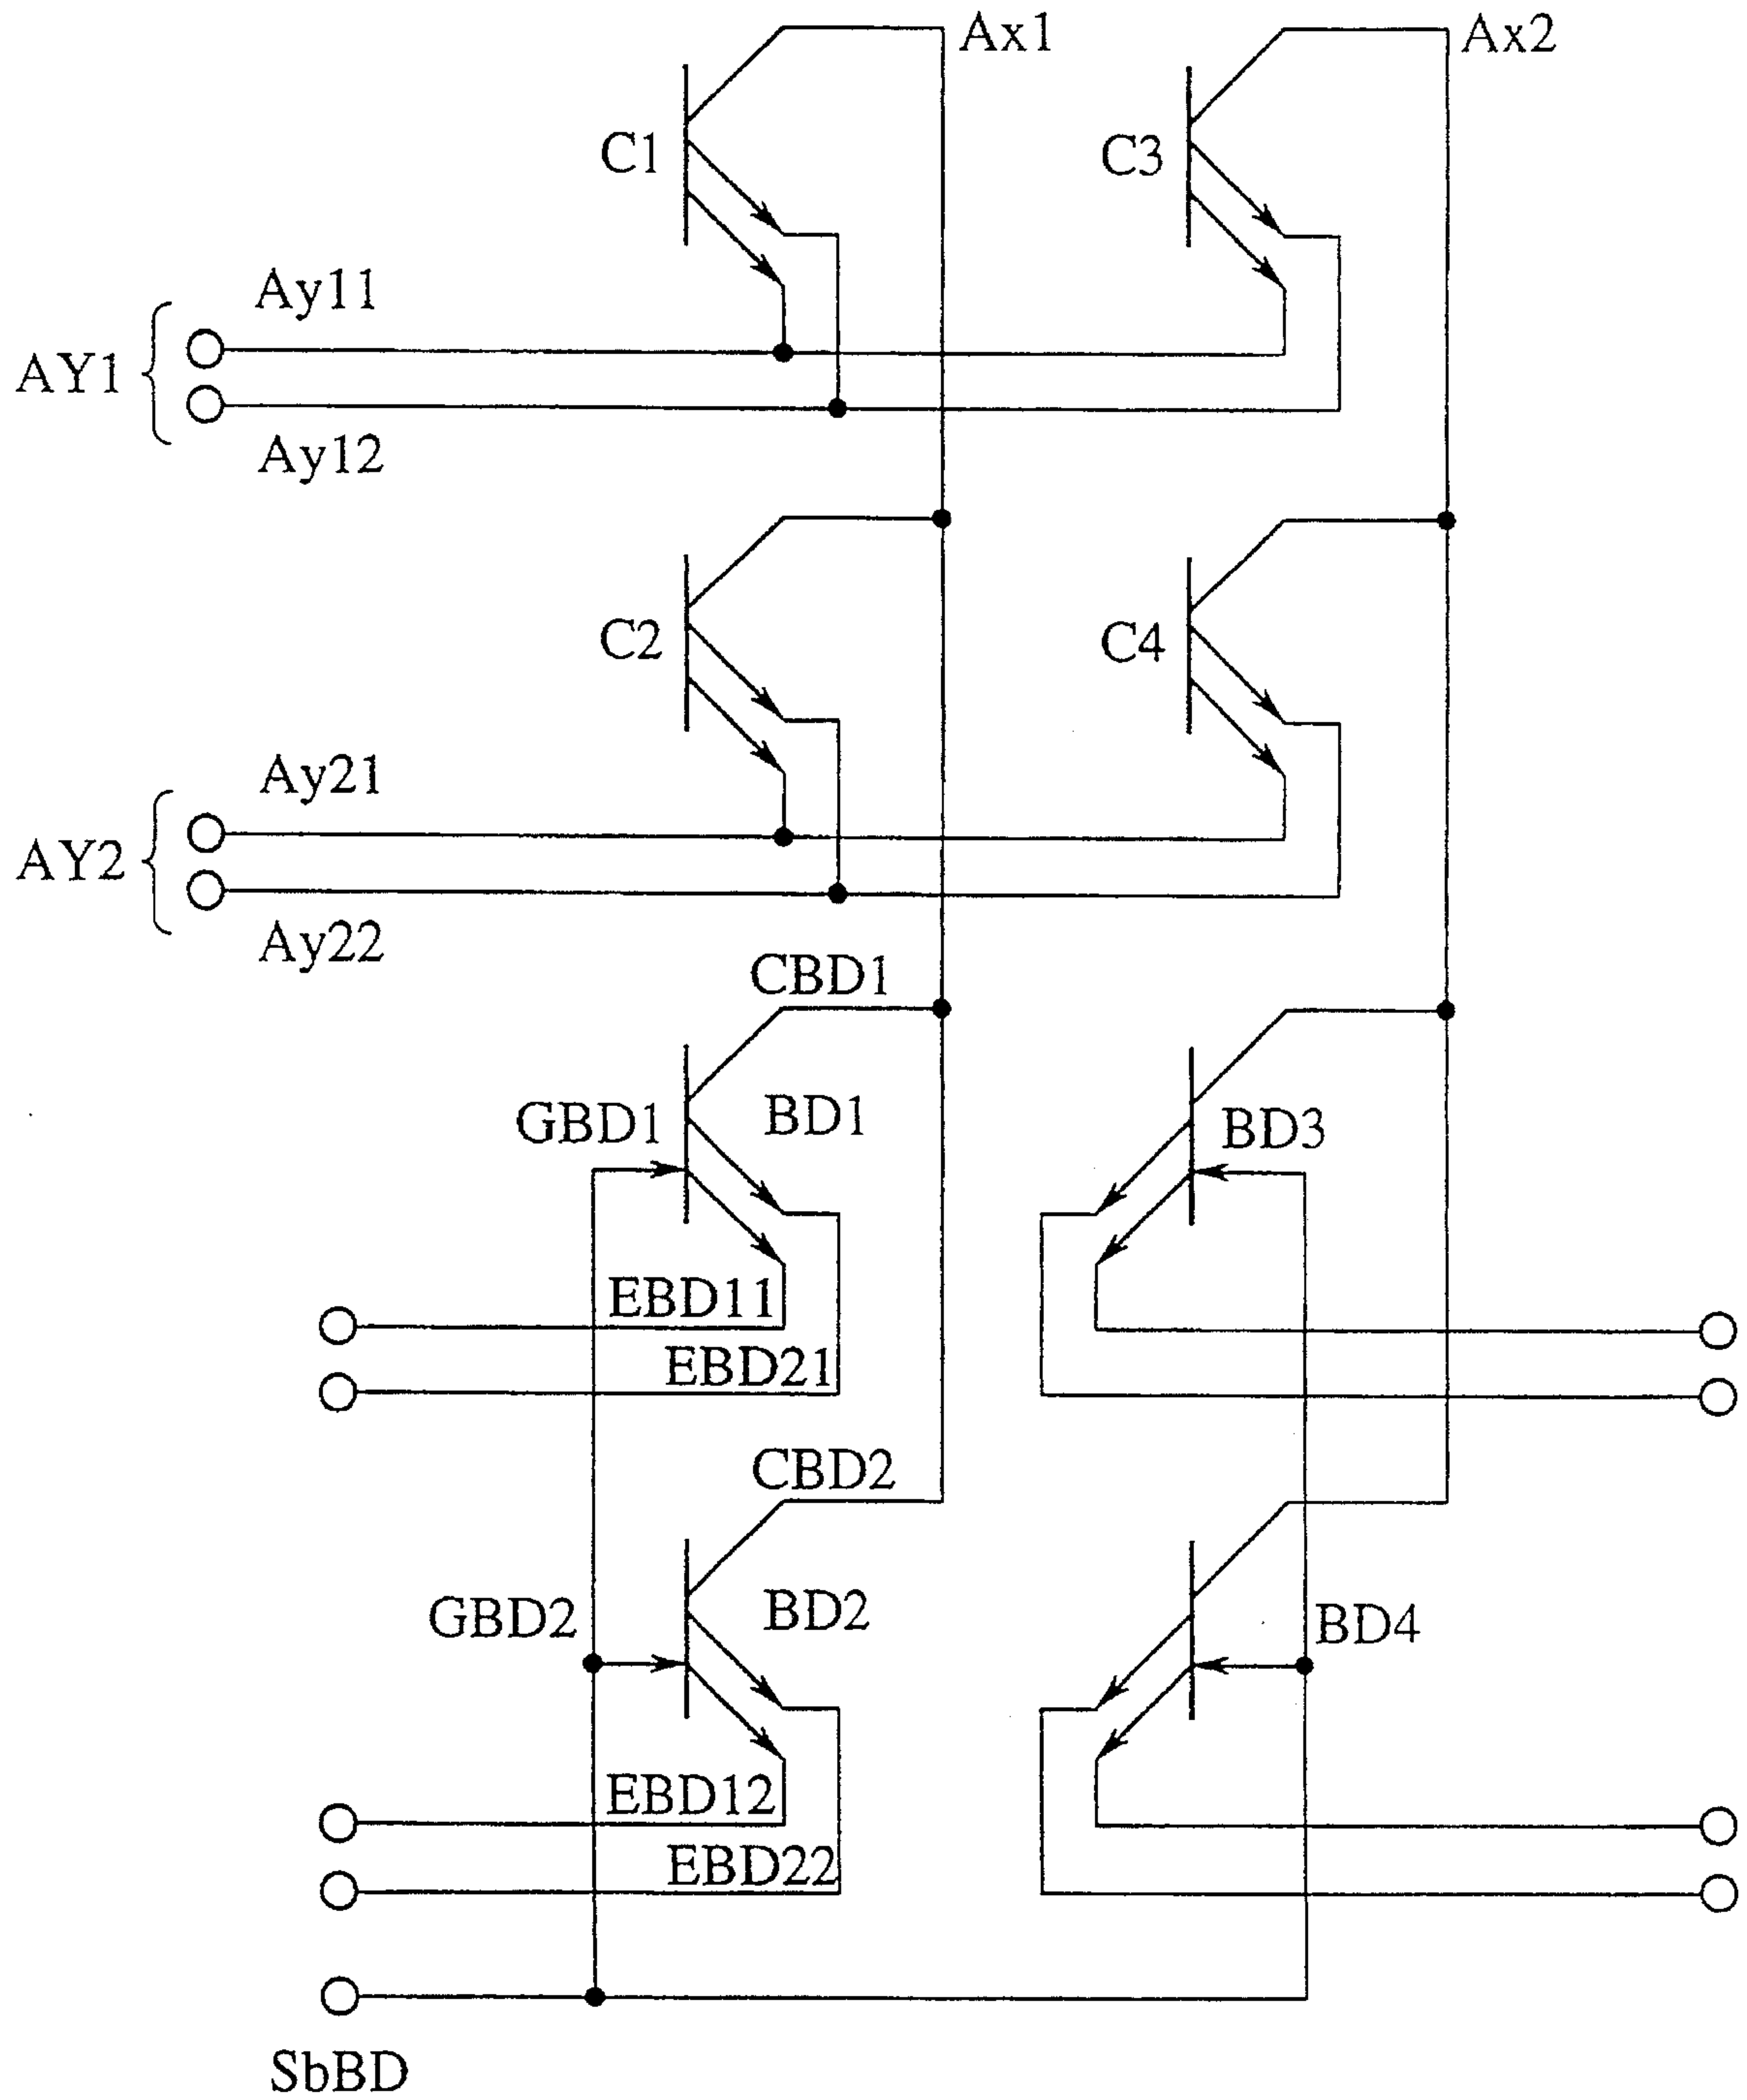 Ax1
Ax2
C1
C3
Ay11
AY1
Ay12
C2
C4
Ay21
AY2
Ay22
CBD1
GBD1
BD1
BD3
EBD11
EBD21
CBD2
GBD2
BD2
BD4
EBD12
EBD22
SbBD